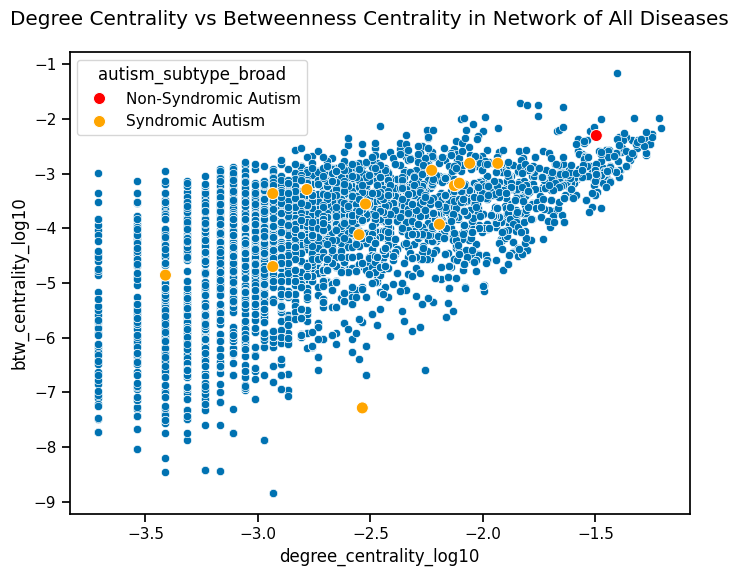 Degree Centrality vs Betweenness Centrality in Network of All Diseases
autism_subtype_broad
Non-Syndromic Autism
Syndromic Autism
btw_centrality_log10
−1
−2
−3
−4
−5
−6
−7
−8
−9
−3.5
−3.0
−2.5
−2.0
−1.5
degree_centrality_log10